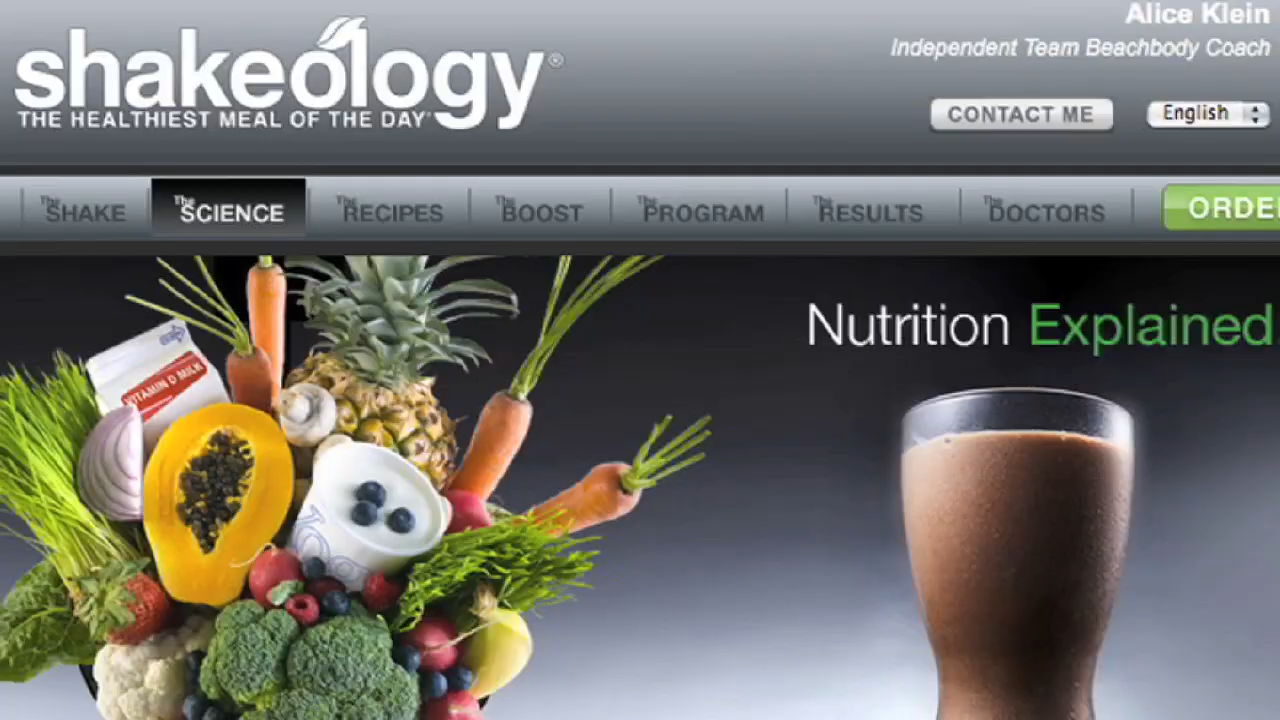 Alice Klein
shakeology®
Independent Team Beachbody Coach
THE HEALTHIEST MEAL OF THE DAY
CONTACT ME
English
The SHAKE
The SCIENCE
The RECIPES
The BOOST
The PROGRAM
The RESULTS
The DOCTORS
ORDE
Nutrition Explained
VITAMIN D MILK